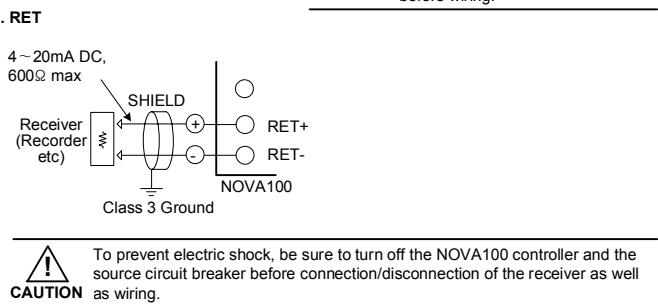 before wiring.
. RET
4～20mA DC,
600Ω max
SHIELD
Receiver
(Recorder
etc)
+
-
RET+
RET-
NOVA100
Class 3 Ground
!
CAUTION
To prevent electric shock, be sure to turn off the NOVA100 controller and the
source circuit breaker before connection/disconnection of the receiver as well
as wiring.